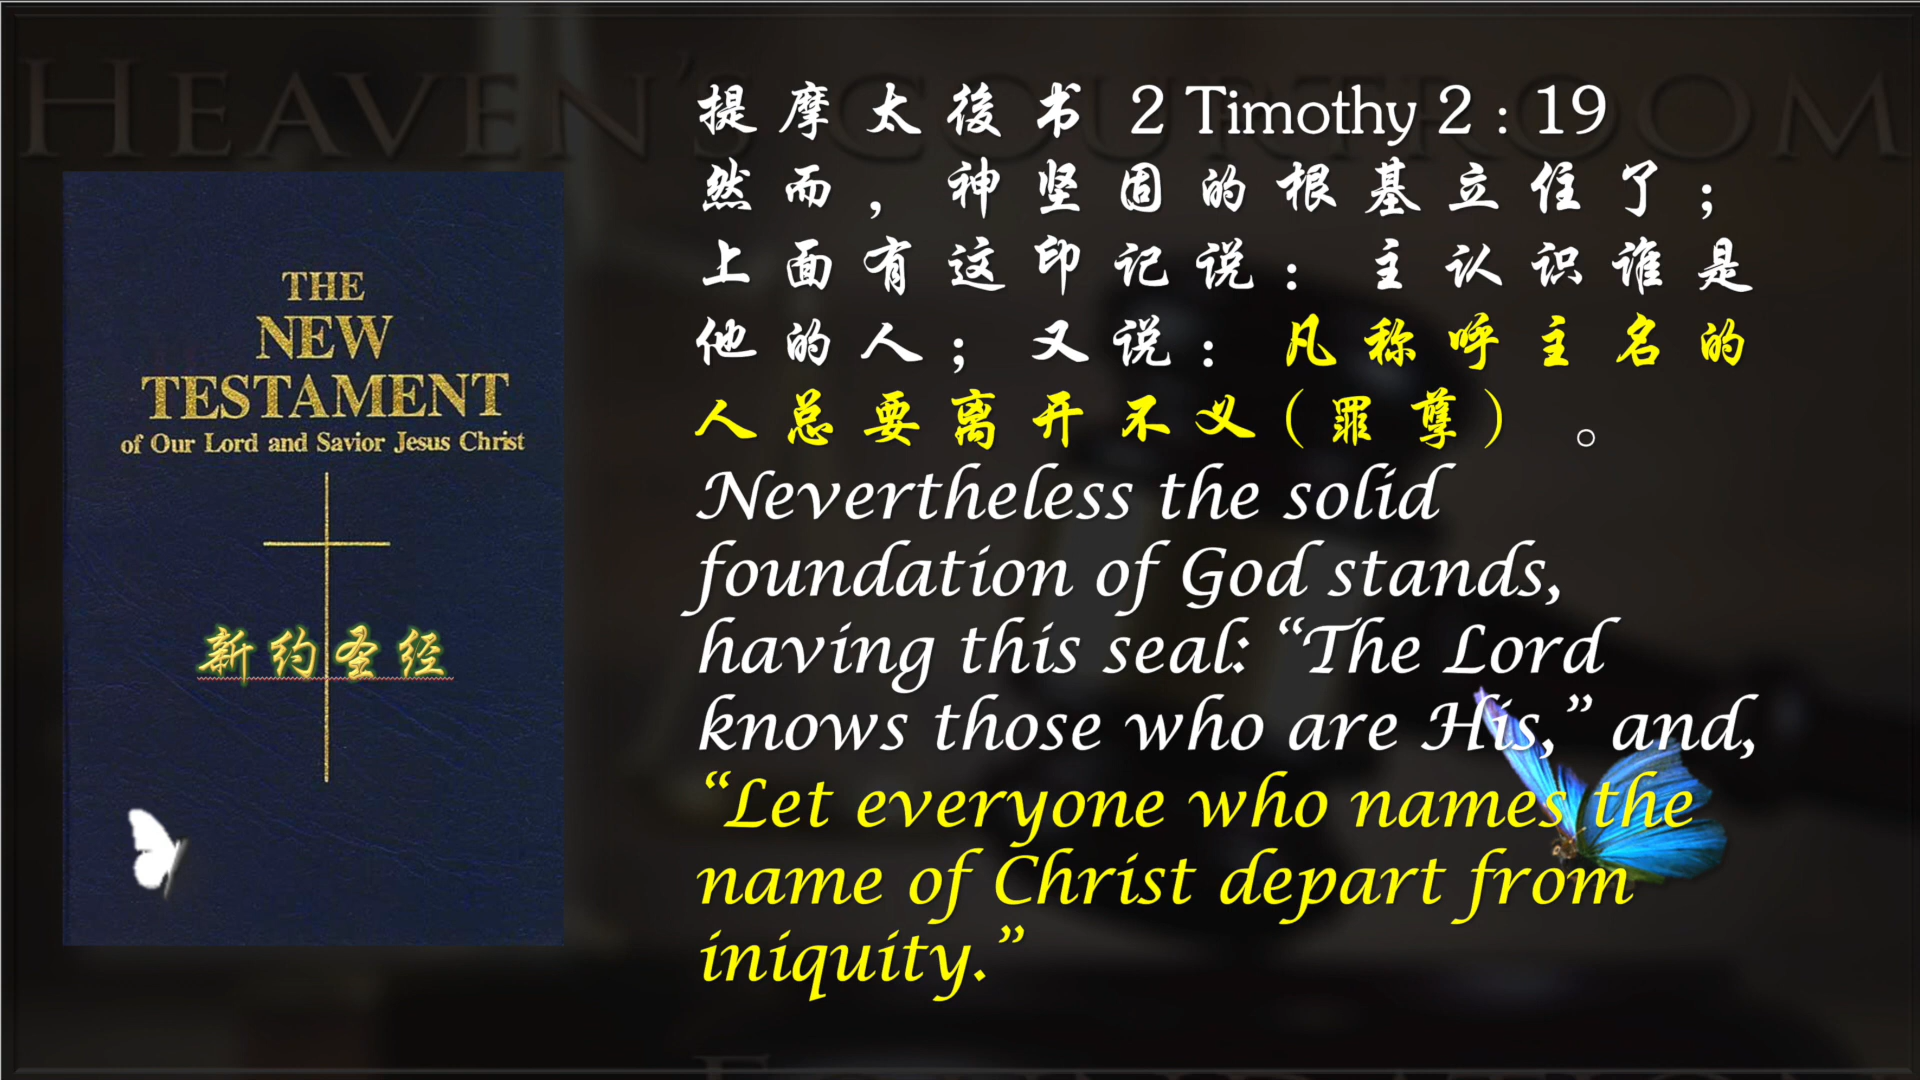 HEAVEN'S COURTROOM
THE
NEW
TESTAMENT
of Our Lord and Savior Jesus Christ
新约圣经
提摩太後书 2 Timothy 2 : 19
然而，神坚固的根基立住了；
上面有这印记说：主认识谁是
他的人；又说：凡称呼主名的
人总要离开不义(罪孽) 。
Nevertheless the solid
foundation of God stands,
having this seal: “The Lord
knows those who are His,” and,
“Let everyone who names the
name of Christ depart from
iniquity.”